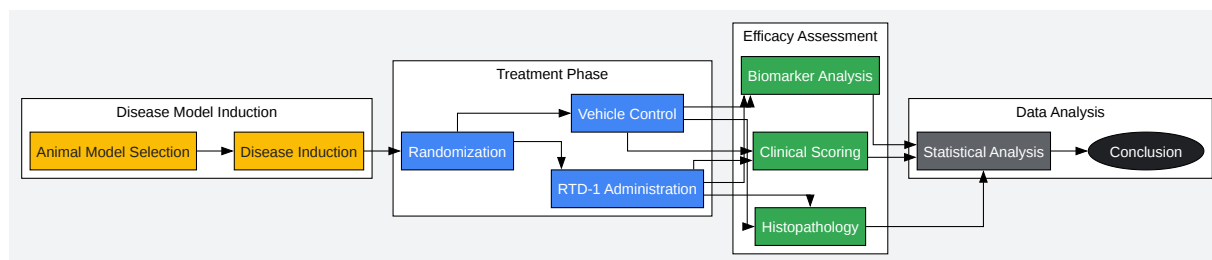 Disease Model Induction
Animal Model Selection
Disease Induction
Treatment Phase
Randomization
Vehicle Control
RTD-1 Administration
Efficacy Assessment
Biomarker Analysis
Clinical Scoring
Histopathology
Data Analysis
Statistical Analysis
Conclusion